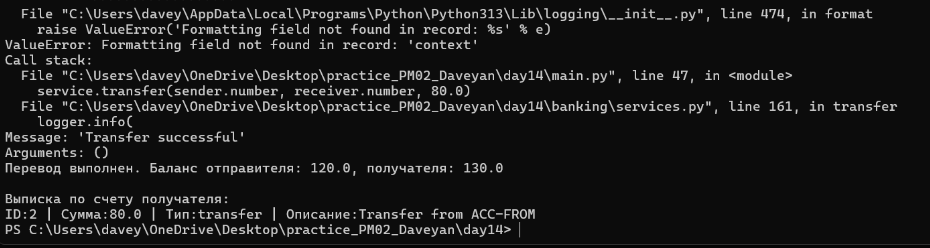 File "C:\Users\davey\AppData\Local\Programs\Python\Python313\Lib\logging\__init__.py", line 474, in format
raise ValueError('Formatting field not found in record: %s' % e)
ValueError: Formatting field not found in record: 'context'
Call stack:
File "C:\Users\davey\OneDrive\Desktop\practice_PM02_Daveyan\day14\main.py", line 47, in <module>
service.transfer(sender.number, receiver.number, 80.0)
File "C:\Users\davey\OneDrive\Desktop\practice_PM02_Daveyan\day14\banking\services.py", line 161, in transfer
logger.info(
Message: 'Transfer successful'
Arguments: ()
Перевод выполнен. Баланс отправителя: 120.0, получателя: 130.0
Выписка по счету получателя:
ID:2 | Сумма:80.0 | Тип:transfer | Описание:Transfer from ACC-FROM
PS C:\Users\davey\OneDrive\Desktop\practice_PM02_Daveyan\day14>